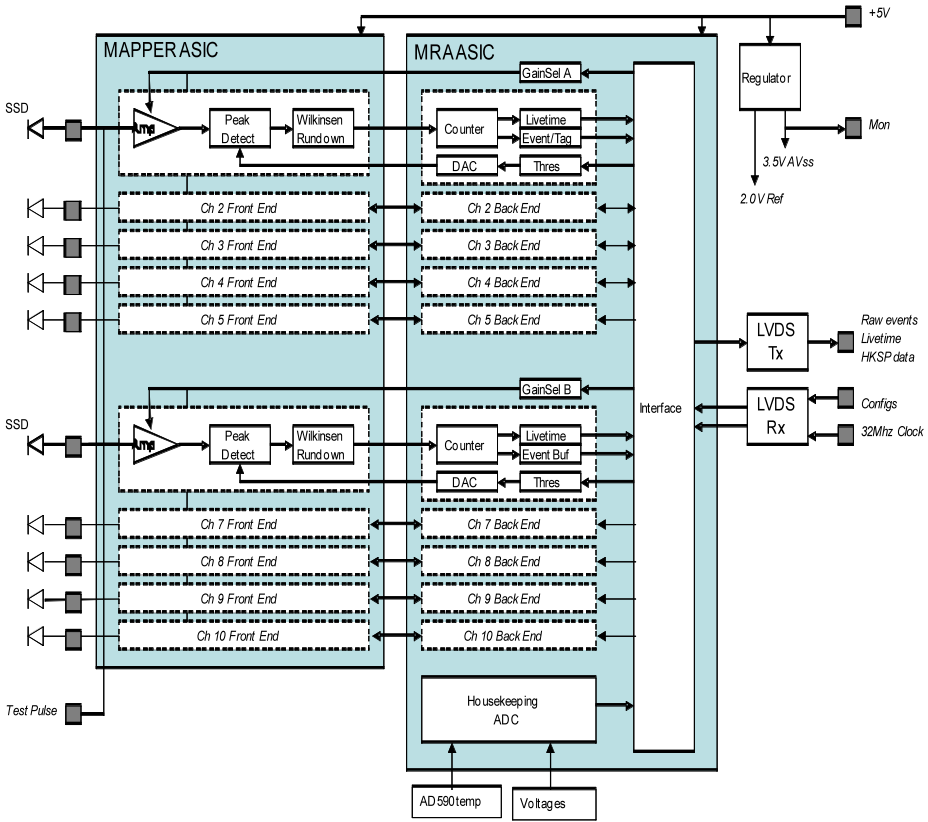 +5V
MAPPER ASIC
MRA ASIC
GainSel A
Regulator
SSD
Amp
Peak
Detect
Wilkinsen
Rundown
Counter
Livetime
Event/Tag
DAC
Thres
Mon
3.5V AVss
2.0V Ref
Ch 2 Front End
Ch 2 Back End
Ch 3 Front End
Ch 3 Back End
Ch 4 Front End
Ch 4 Back End
Ch 5 Front End
Ch 5 Back End
LVDS
Tx
Raw events
Livetime
HKSP data
GainSel B
Interface
LVDS
Rx
Configs
32Mhz Clock
SSD
Amp
Peak
Detect
Wilkinsen
Rundown
Counter
Livetime
Event Buf
DAC
Thres
Ch 7 Front End
Ch 7 Back End
Ch 8 Front End
Ch 8 Back End
Ch 9 Front End
Ch 9 Back End
Ch 10 Front End
Ch 10 Back End
Test Pulse
Housekeeping
ADC
AD590 temp
Voltages